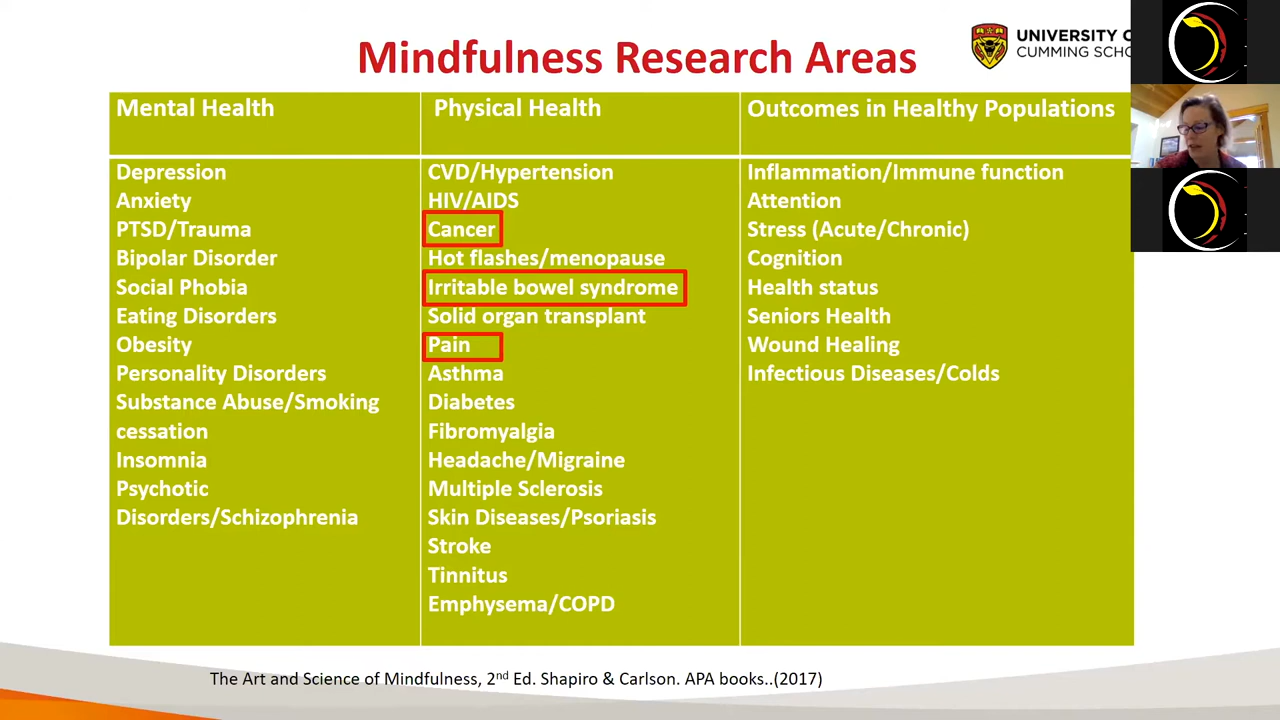 Mindfulness Research Areas
UNIVERSITY O
CUMMING SCHO
Mental Health
Depression
Anxiety
PTSD/Trauma
Bipolar Disorder
Social Phobia
Eating Disorders
Obesity
Personality Disorders
Substance Abuse/Smoking
cessation
Insomnia
Psychotic
Disorders/Schizophrenia
Physical Health
CVD/Hypertension
HIV/AIDS
Cancer
Hot flashes/menopause
Irritable bowel syndrome
Solid organ transplant
Pain
Asthma
Diabetes
Fibromyalgia
Headache/Migraine
Multiple Sclerosis
Skin Diseases/Psoriasis
Stroke
Tinnitus
Emphysema/COPD
Outcomes in Healthy Populations
Inflammation/Immune function
Attention
Stress (Acute/Chronic)
Cognition
Health status
Seniors Health
Wound Healing
Infectious Diseases/Colds
The Art and Science of Mindfulness, 2nd Ed. Shapiro & Carlson. APA books..(2017)